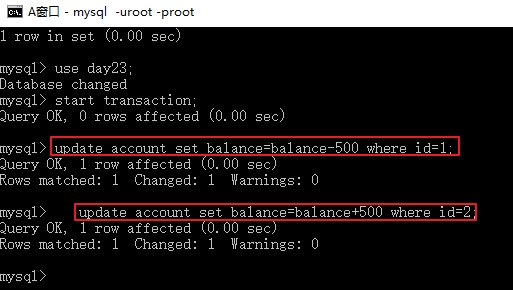 A窗口 - mysql -uroot -proot
1 row in set (0.00 sec)
mysql> use day23;
Database changed
mysql> start transaction;
Query OK, 0 rows affected (0.00 sec)
mysql> update account set balance=balance-500 where id=1;
Query OK, 1 row affected (0.00 sec)
Rows matched: 1 Changed: 1 Warnings: 0
mysql> update account set balance=balance+500 where id=2;
Query OK, 1 row affected (0.00 sec)
Rows matched: 1 Changed: 1 Warnings: 0
mysql>